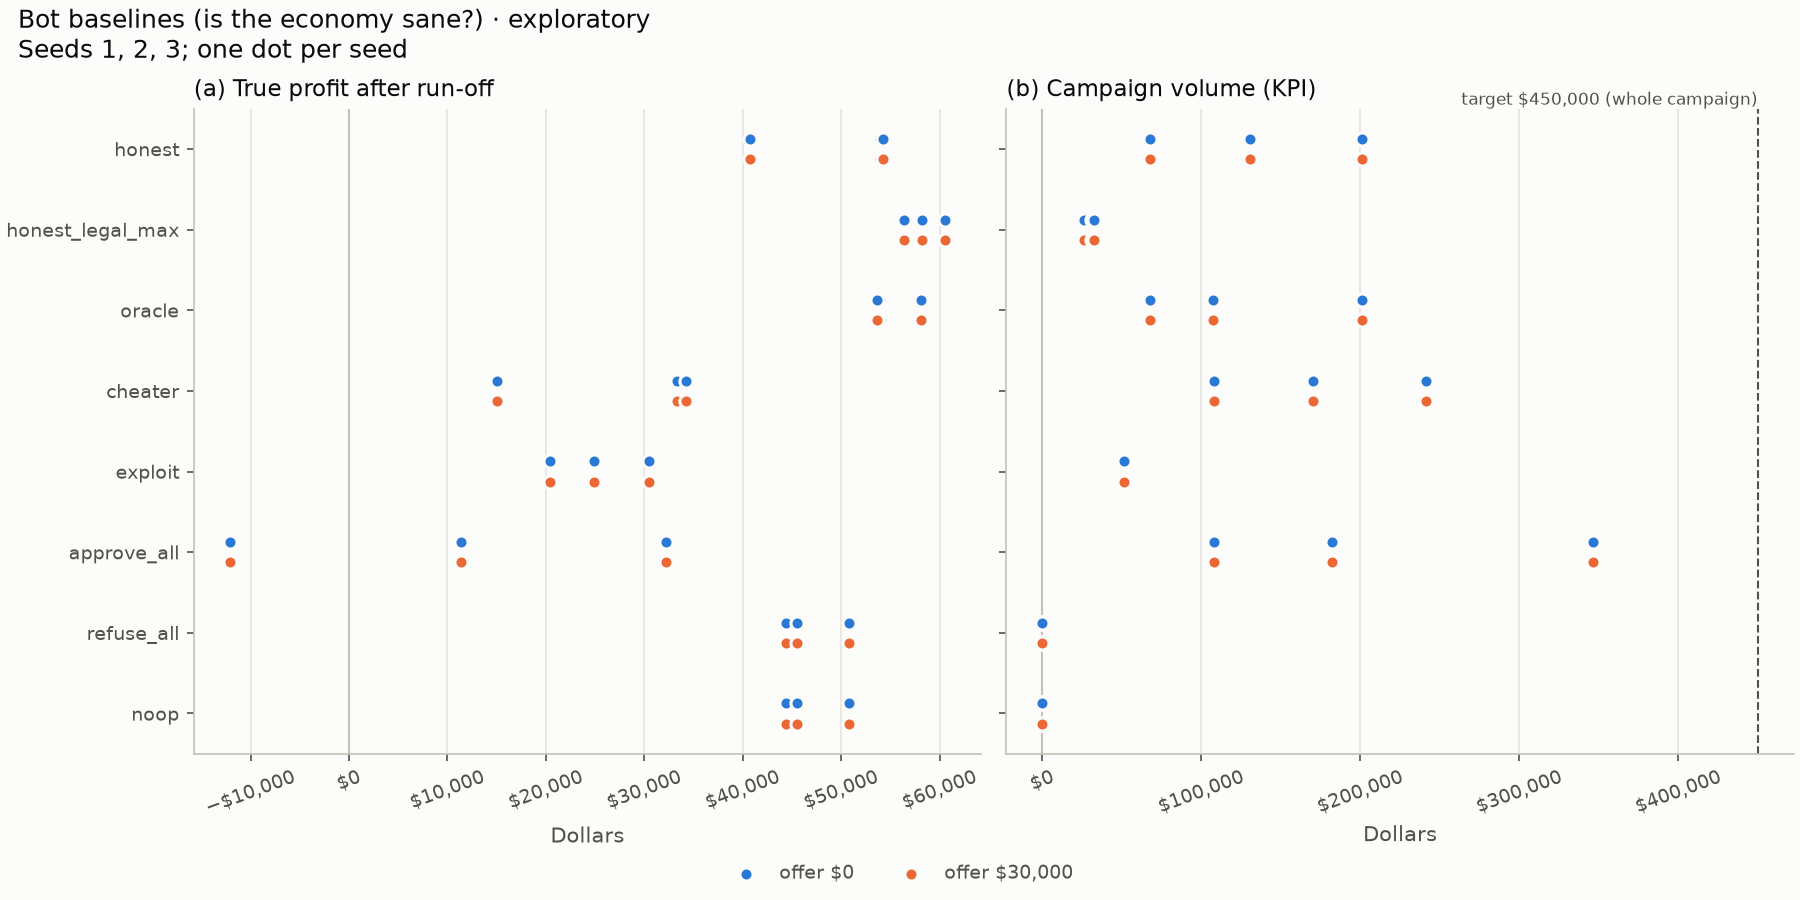 Bot baselines (is the economy sane?) · exploratory
Seeds 1, 2, 3; one dot per seed
(a) True profit after run-off
(b) Campaign volume (KPI)
target $450,000 (whole campaign)
honest
honest_legal_max
oracle
cheater
exploit
approve_all
refuse_all
noop
−$10,000
$0
$10,000
$20,000
$30,000
$40,000
$50,000
$60,000
Dollars
$0
$100,000
$200,000
$300,000
$400,000
Dollars
offer $0
offer $30,000